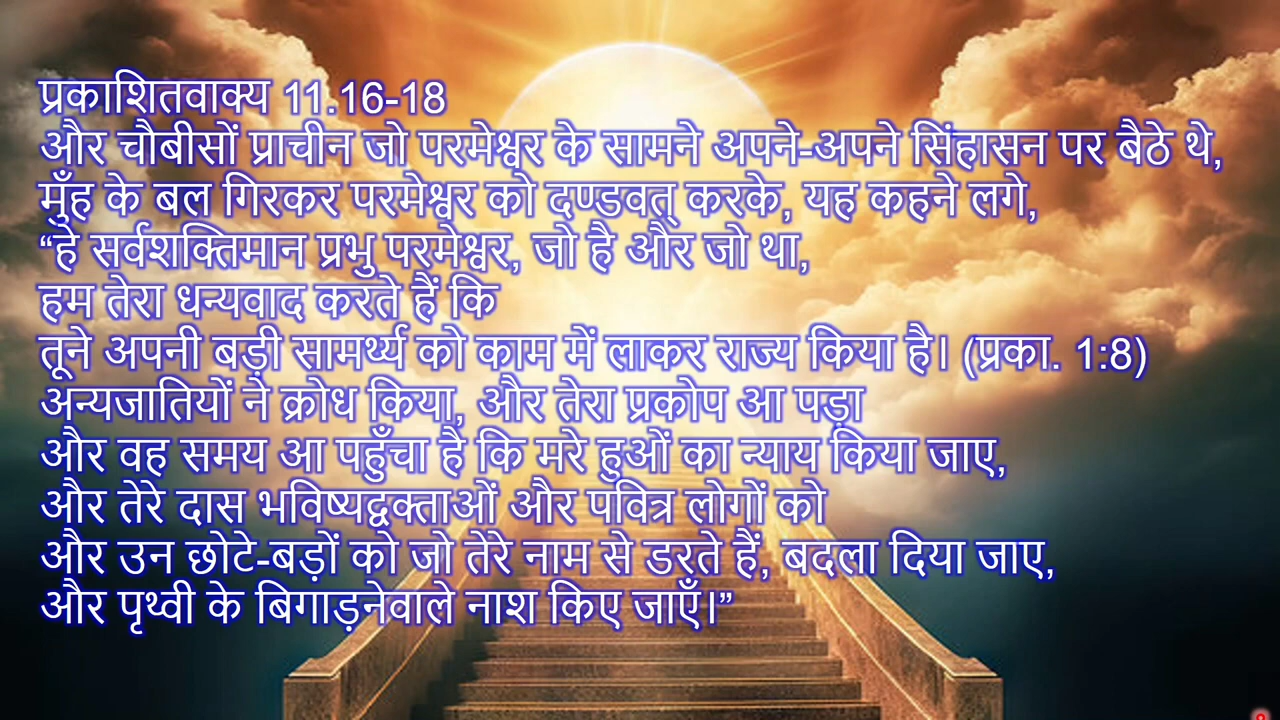 प्रकाशितवाक्य 11.16-18
और चौबीसों प्राचीन जो परमेश्वर के सामने अपने-अपने सिंहासन पर बैठे थे,
मुँह के बल गिरकर परमेश्वर को दण्डवत् करके, यह कहने लगे,
“हे सर्वशक्तिमान प्रभु परमेश्वर, जो है और जो था,
हम तेरा धन्यवाद करते हैं कि
तूने अपनी बड़ी सामर्थ्य को काम में लाकर राज्य किया है। (प्रका. 1:8)
अन्यजातियों ने क्रोध किया, और तेरा प्रकोप आ पड़ा
और वह समय आ पहुँचा है कि मरे हुओं का न्याय किया जाए,
और तेरे दास भविष्यद्वक्ताओं और पवित्र लोगों को
और उन छोटे-बड़ों को जो तेरे नाम से डरते हैं, बदला दिया जाए,
और पृथ्वी के बिगाड़नेवाले नाश किए जाएँ।”